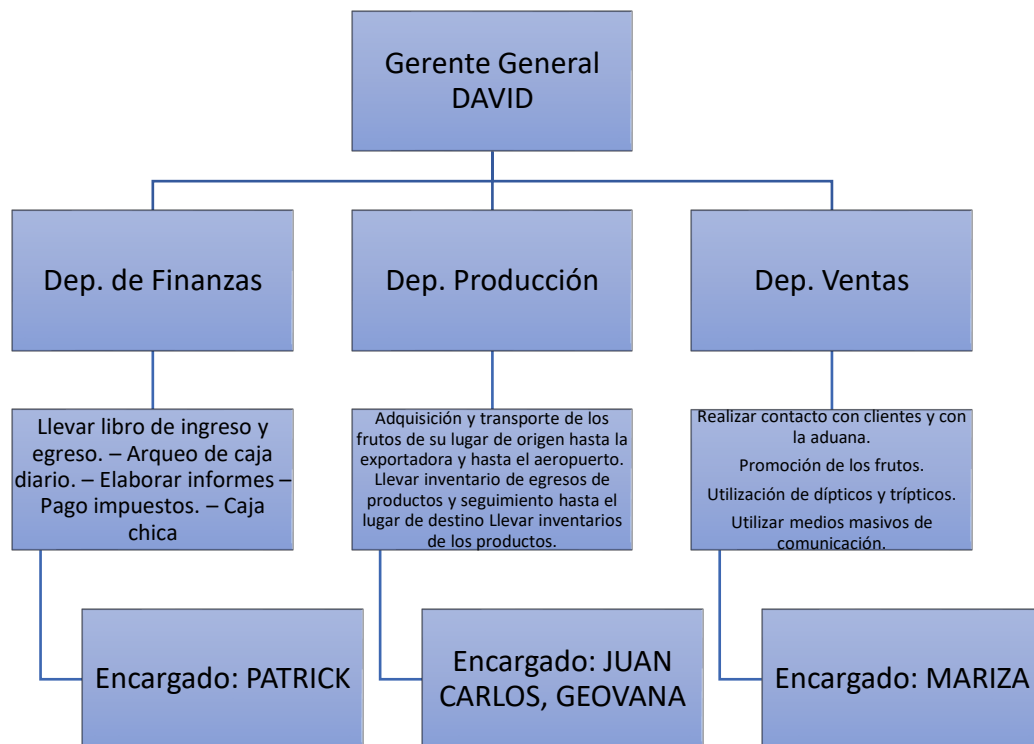 Gerente General
DAVID
Dep. de Finanzas
Dep. Producción
Dep. Ventas
Llevar libro de ingreso y
egreso. – Arqueo de caja
diario. – Elaborar informes –
Pago impuestos. – Caja
chica
Adquisición y transporte de los
frutos de su lugar de origen hasta la
exportadora y hasta el aeropuerto.
Llevar inventario de egresos de
productos y seguimiento hasta el
lugar de destino Llevar inventarios
de los productos.
Realizar contacto con clientes y con
la aduana.
Promoción de los frutos.
Utilización de dípticos y trípticos.
Utilizar medios masivos de
comunicación.
Encargado: PATRICK
Encargado: JUAN
CARLOS, GEOVANA
Encargado: MARIZA